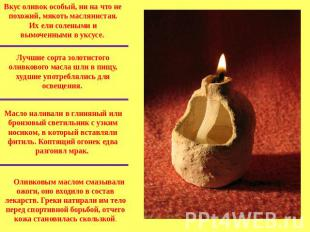 Вкус оливок особый, ни на что не
похожий, мякоть маслянистая.
Их ели солеными и
вымоченными в уксусе.
Лучшие сорта золотистого
оливкового масла шли в пищу,
худшие употреблялись для
освещения.
Масло наливали в глиняный или
бронзовый светильник с узким
носиком, в который вставляли
фитиль. Коптящий огонек едва
разгонял мрак.
Оливковым маслом смазывали
ожоги, оно входило в состав
лекарств. Греки натирали им тело
перед спортивной борьбой, отчего
кожа становилась скользкой.
pptcloud.ru